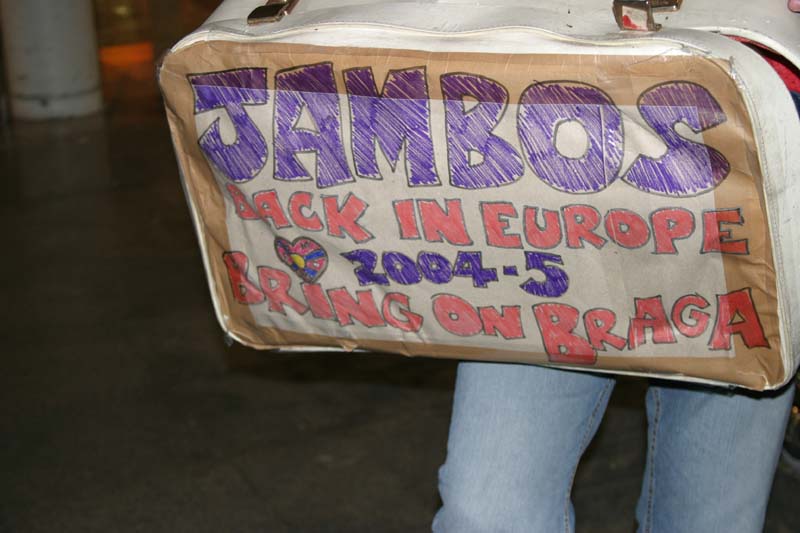 JAMBOS
BACK IN EUROPE
2004-5
BRING ON BRAGA